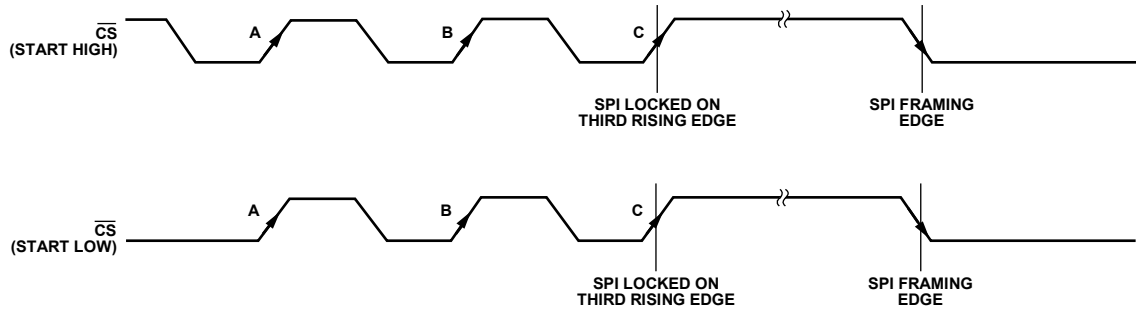 CS
(START HIGH)
A
B
C
SPI LOCKED ON
THIRD RISING EDGE
SPI FRAMING
EDGE
CS
(START LOW)
A
B
C
SPI LOCKED ON
THIRD RISING EDGE
SPI FRAMING
EDGE